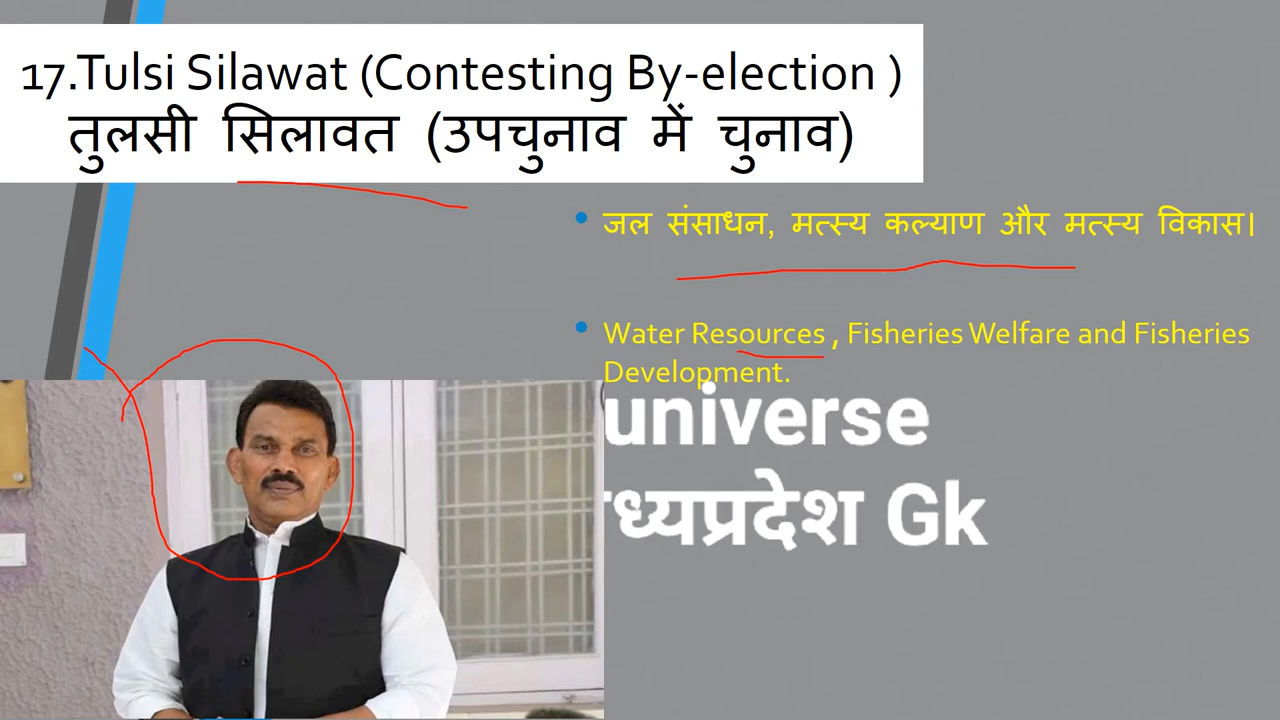 17.Tulsi Silawat (Contesting By-election )
तुलसी सिलावत (उपचुनाव में चुनाव)
जल संसाधन, मत्स्य कल्याण और मत्स्य विकास।
Water Resources , Fisheries Welfare and Fisheries
Development.
universe
ध्यप्रदेश Gk